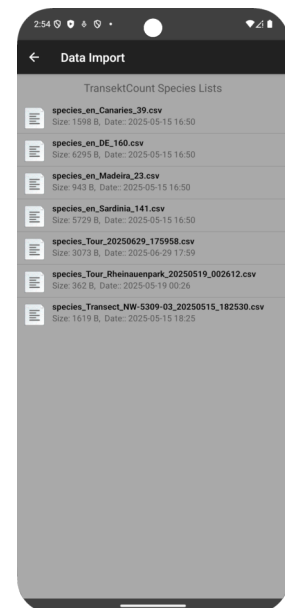 2:54
Data Import
TransektCount Species Lists
species_en_Canaries_39.csv
Size: 1598 B, Date:: 2025-05-15 16:50
species_en_DE_160.csv
Size: 6295 B, Date:: 2025-05-15 16:50
species_en_Madeira_23.csv
Size: 943 B, Date:: 2025-05-15 16:50
species_en_Sardinia_141.csv
Size: 5729 B, Date:: 2025-05-15 16:50
species_Tour_20250629_175958.csv
Size: 3073 B, Date:: 2025-06-29 17:59
species_Tour_Rheinauenpark_20250519_002612.csv
Size: 362 B, Date:: 2025-05-19 00:26
species_Transect_NW-5309-03_20250515_182530.csv
Size: 1619 B, Date:: 2025-05-15 18:25